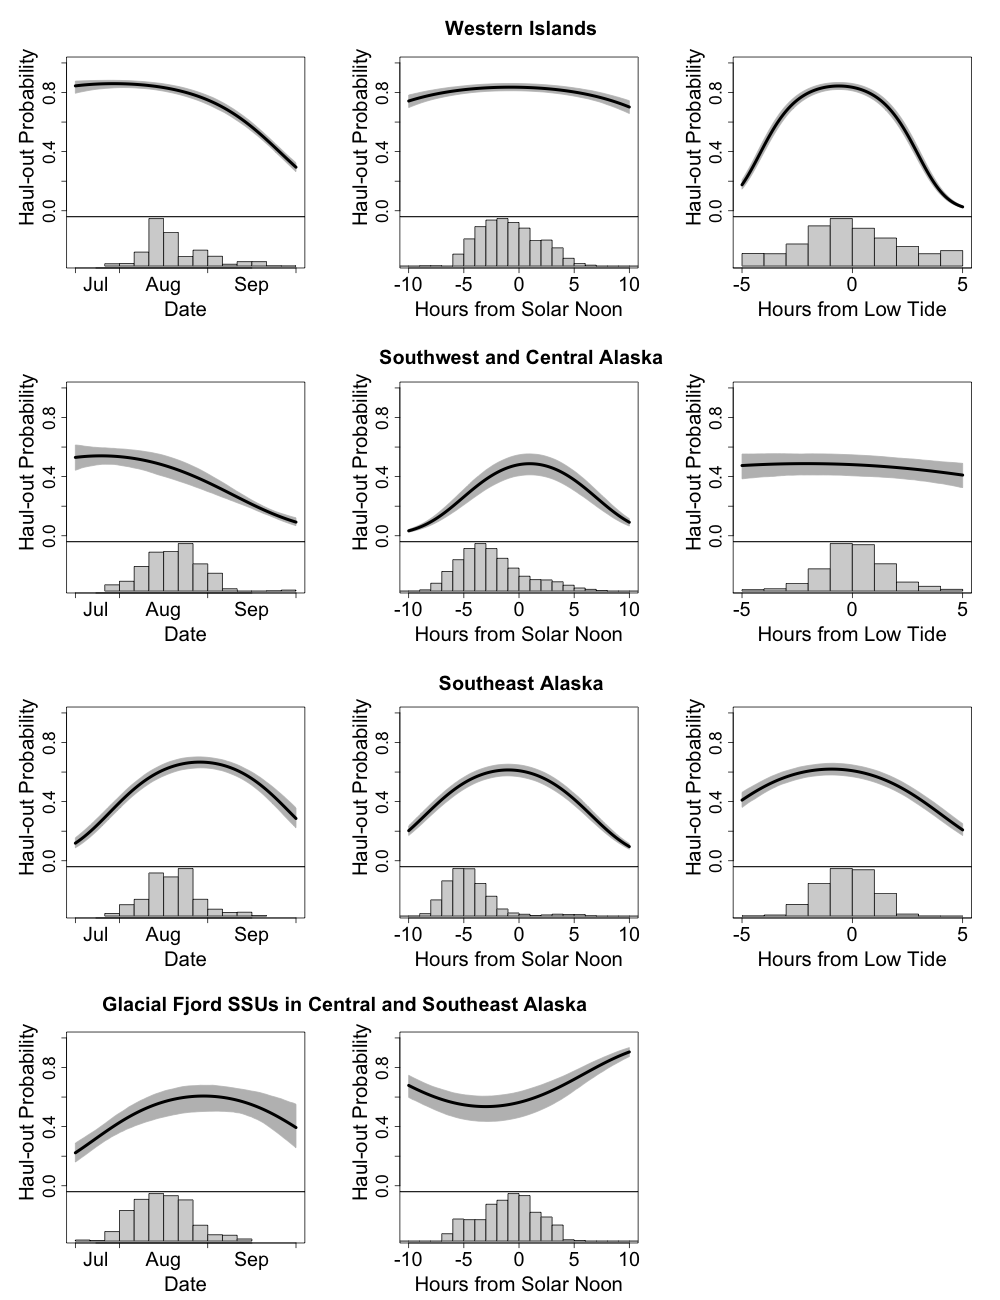 Western Islands
Haul-out Probability
0.0 0.4 0.8
Jul Aug Sep
Date
Haul-out Probability
0.0 0.4 0.8
-10 -5 0 5 10
Hours from Solar Noon
Haul-out Probability
0.0 0.4 0.8
-5 0 5
Hours from Low Tide
Southwest and Central Alaska
Haul-out Probability
0.0 0.4 0.8
Jul Aug Sep
Date
Haul-out Probability
0.0 0.4 0.8
-10 -5 0 5 10
Hours from Solar Noon
Haul-out Probability
0.0 0.4 0.8
-5 0 5
Hours from Low Tide
Southeast Alaska
Haul-out Probability
0.0 0.4 0.8
Jul Aug Sep
Date
Haul-out Probability
0.0 0.4 0.8
-10 -5 0 5 10
Hours from Solar Noon
Haul-out Probability
0.0 0.4 0.8
-5 0 5
Hours from Low Tide
Glacial Fjord SSUs in Central and Southeast Alaska
Haul-out Probability
0.0 0.4 0.8
Jul Aug Sep
Date
Haul-out Probability
0.0 0.4 0.8
-10 -5 0 5 10
Hours from Solar Noon